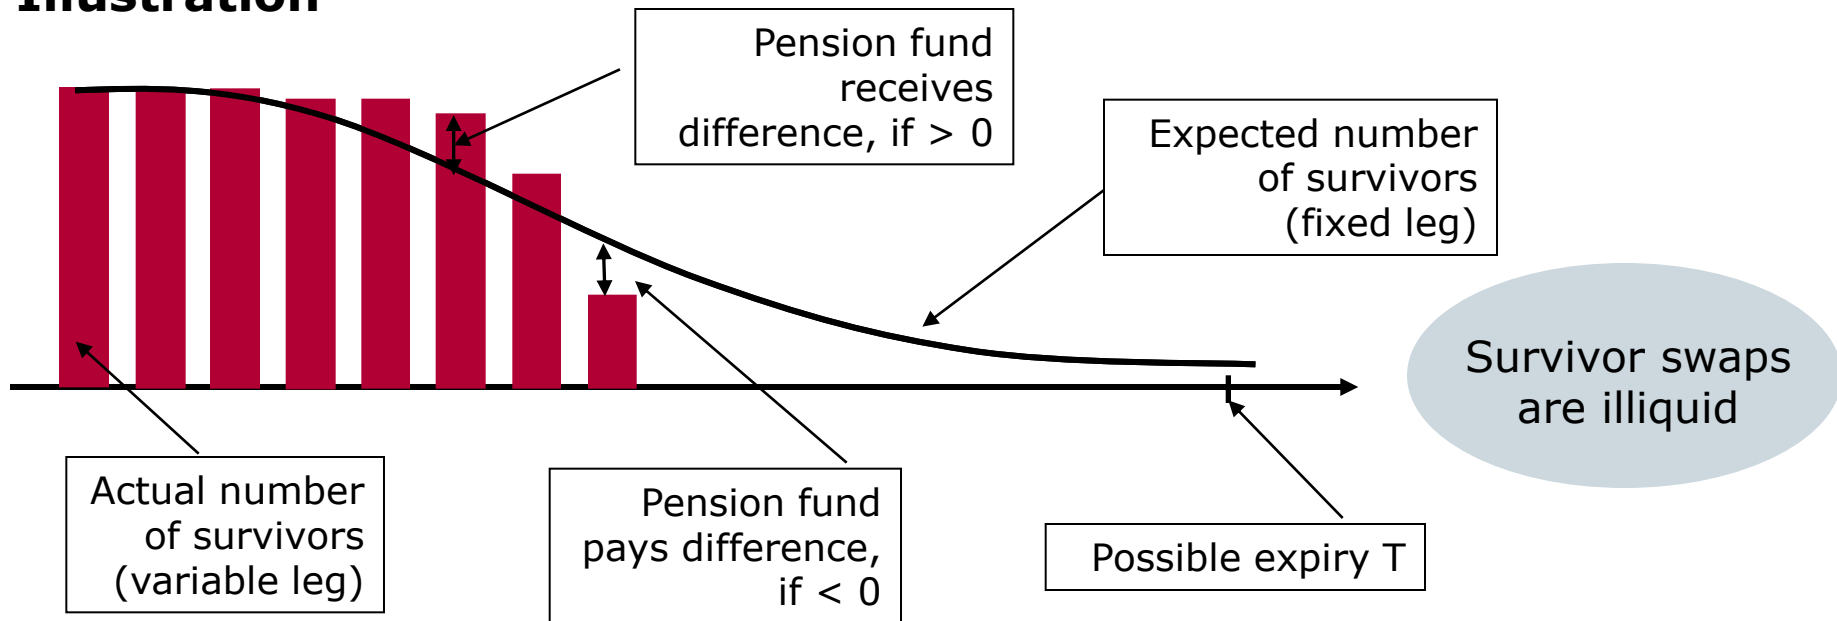 Illustration
Pension fund
receives
difference, if > 0
Expected number
of survivors
(fixed leg)
Survivor swaps
are illiquid
Actual number
of survivors
(variable leg)
Pension fund
pays difference,
if < 0
Possible expiry T